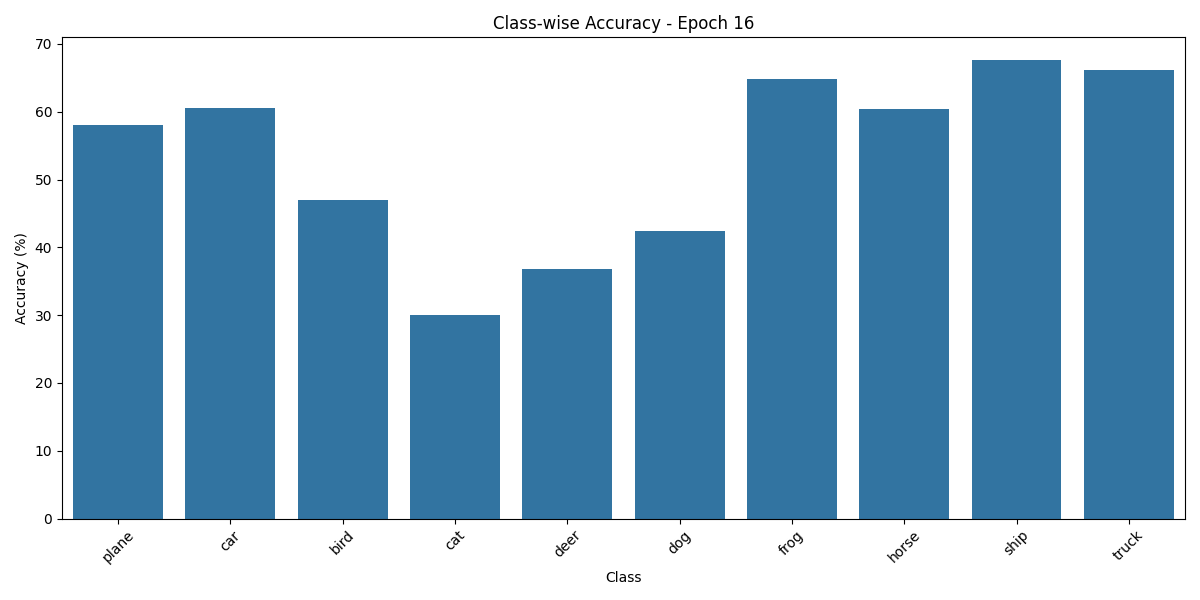 Class-wise Accuracy - Epoch 16
Accuracy (%)
70
60
50
40
30
20
10
0
plane
car
bird
cat
deer
dog
frog
horse
ship
truck
Class